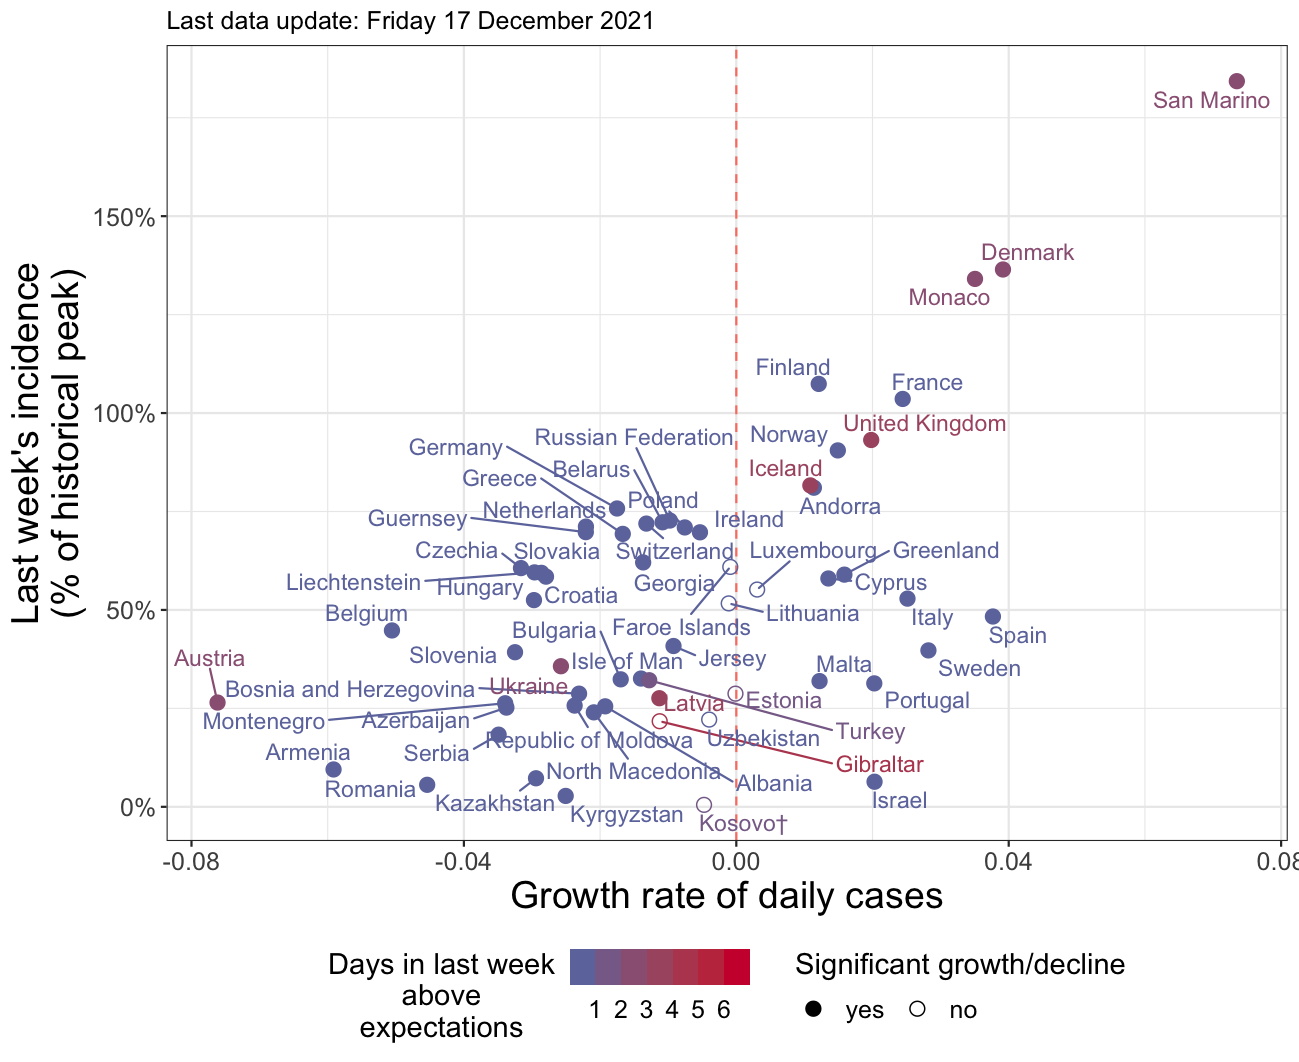 Last data update: Friday 17 December 2021
San Marino
150%
Denmark
Monaco
Finland
France
100%
United Kingdom
Norway
Russian Federation
Germany
Iceland
Belarus
Greece
Poland
Andorra
Netherlands
Guernsey
Ireland
Czechia
Slovakia
Switzerland
Luxembourg
Greenland
Liechtenstein
Hungary
Georgia
Cyprus
Croatia
50%
Belgium
Lithuania
Italy
Bulgaria
Faroe Islands
Spain
Slovenia
Isle of Man
Jersey
Austria
Malta
Sweden
Bosnia and Herzegovina
Ukraine
Latvia
Estonia
Portugal
Montenegro
Azerbaijan
Turkey
Republic of Moldova
Uzbekistan
Armenia
Serbia
Gibraltar
North Macedonia
Albania
Romania
Kazakhstan
Israel
0%
Kyrgyzstan
Kosovo†
Last week's incidence
(% of historical peak)
-0.08
-0.04
0.00
0.04
0.08
Growth rate of daily cases
Days in last week
above
expectations
1 2 3 4 5 6
Significant growth/decline
yes
no